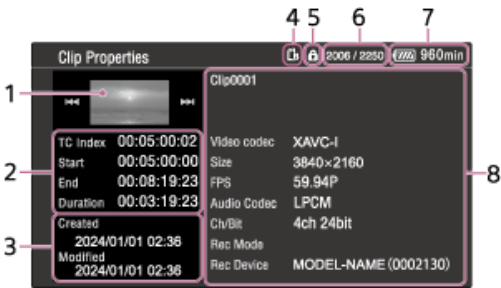 4 5 6 7
Clip Properties 2006 / 2250 960min
1
Clip0001
TC Index 00:05:00:02
Start 00:05:00:00
End 00:08:19:23
Duration 00:03:19:23
2
Created
2024/01/01 02:36
Modified
2024/01/01 02:36
3
Video codec XAVC-I
Size 3840×2160
FPS 59.94P
Audio Codec LPCM
Ch/Bit 4ch 24bit
Rec Mode
Rec Device MODEL-NAME (0002130)
8